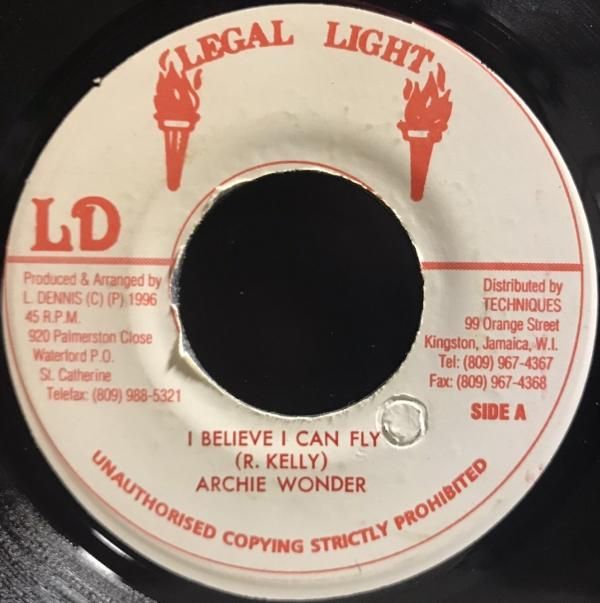 LEGAL LIGHT
LD
Produced & Arranged by
L. DENNIS (C) (P) 1996
45 R.P.M.
920 Palmerston Close
Waterford P.O.
St. Catherine
Telefax: (809) 988-5321
Distributed by
TECHNIQUES
99 Orange Street
Kingston, Jamaica, W.I.
Tel: (809) 967-4367
Fax: (809) 967-4368
SIDE A
I BELIEVE I CAN FLY
(R. KELLY)
ARCHIE WONDER
UNAUTHORISED COPYING STRICTLY PROHIBITED